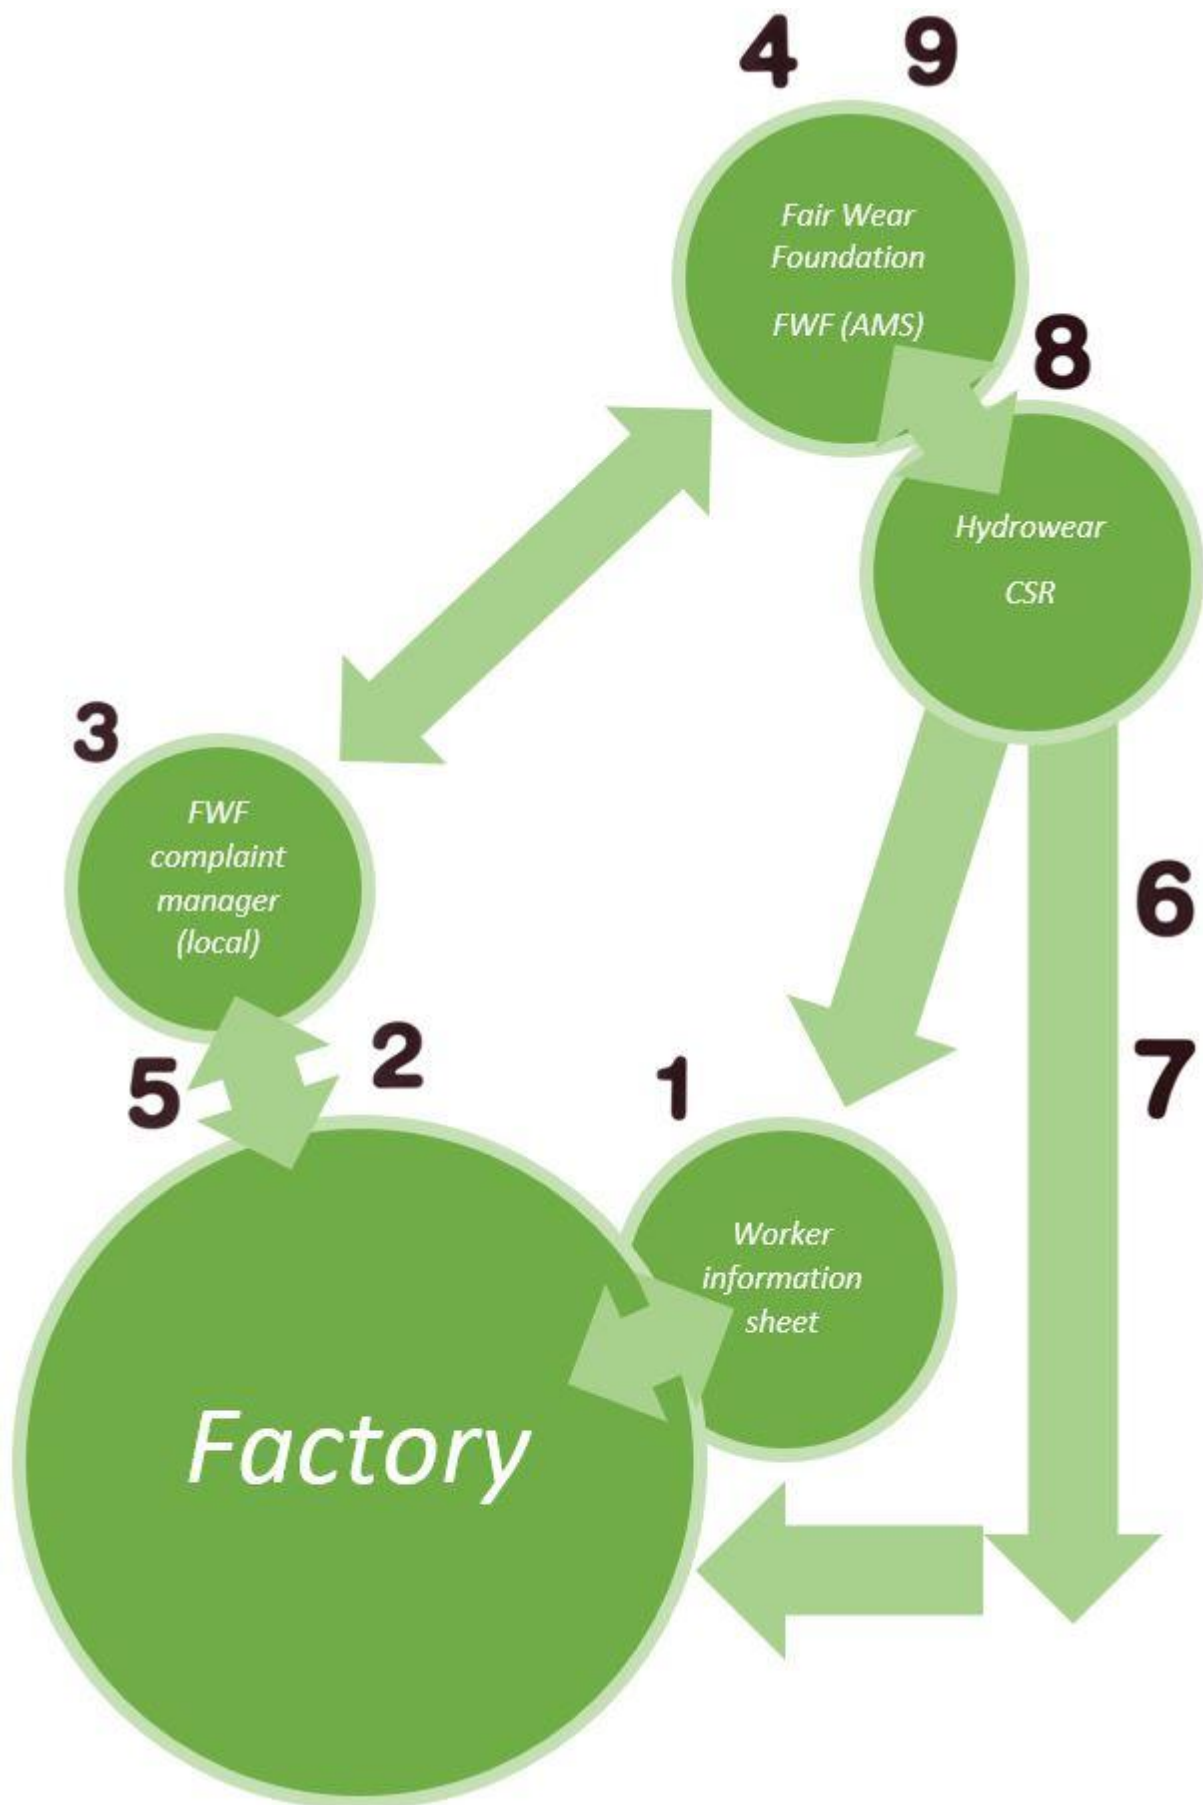 4 9
Fair Wear
Foundation
FWF (AMS)
8
Hydrowear
CSR
3
FWF
complaint
manager
(local)
6
5
2
1
7
Worker
information
sheet
Factory